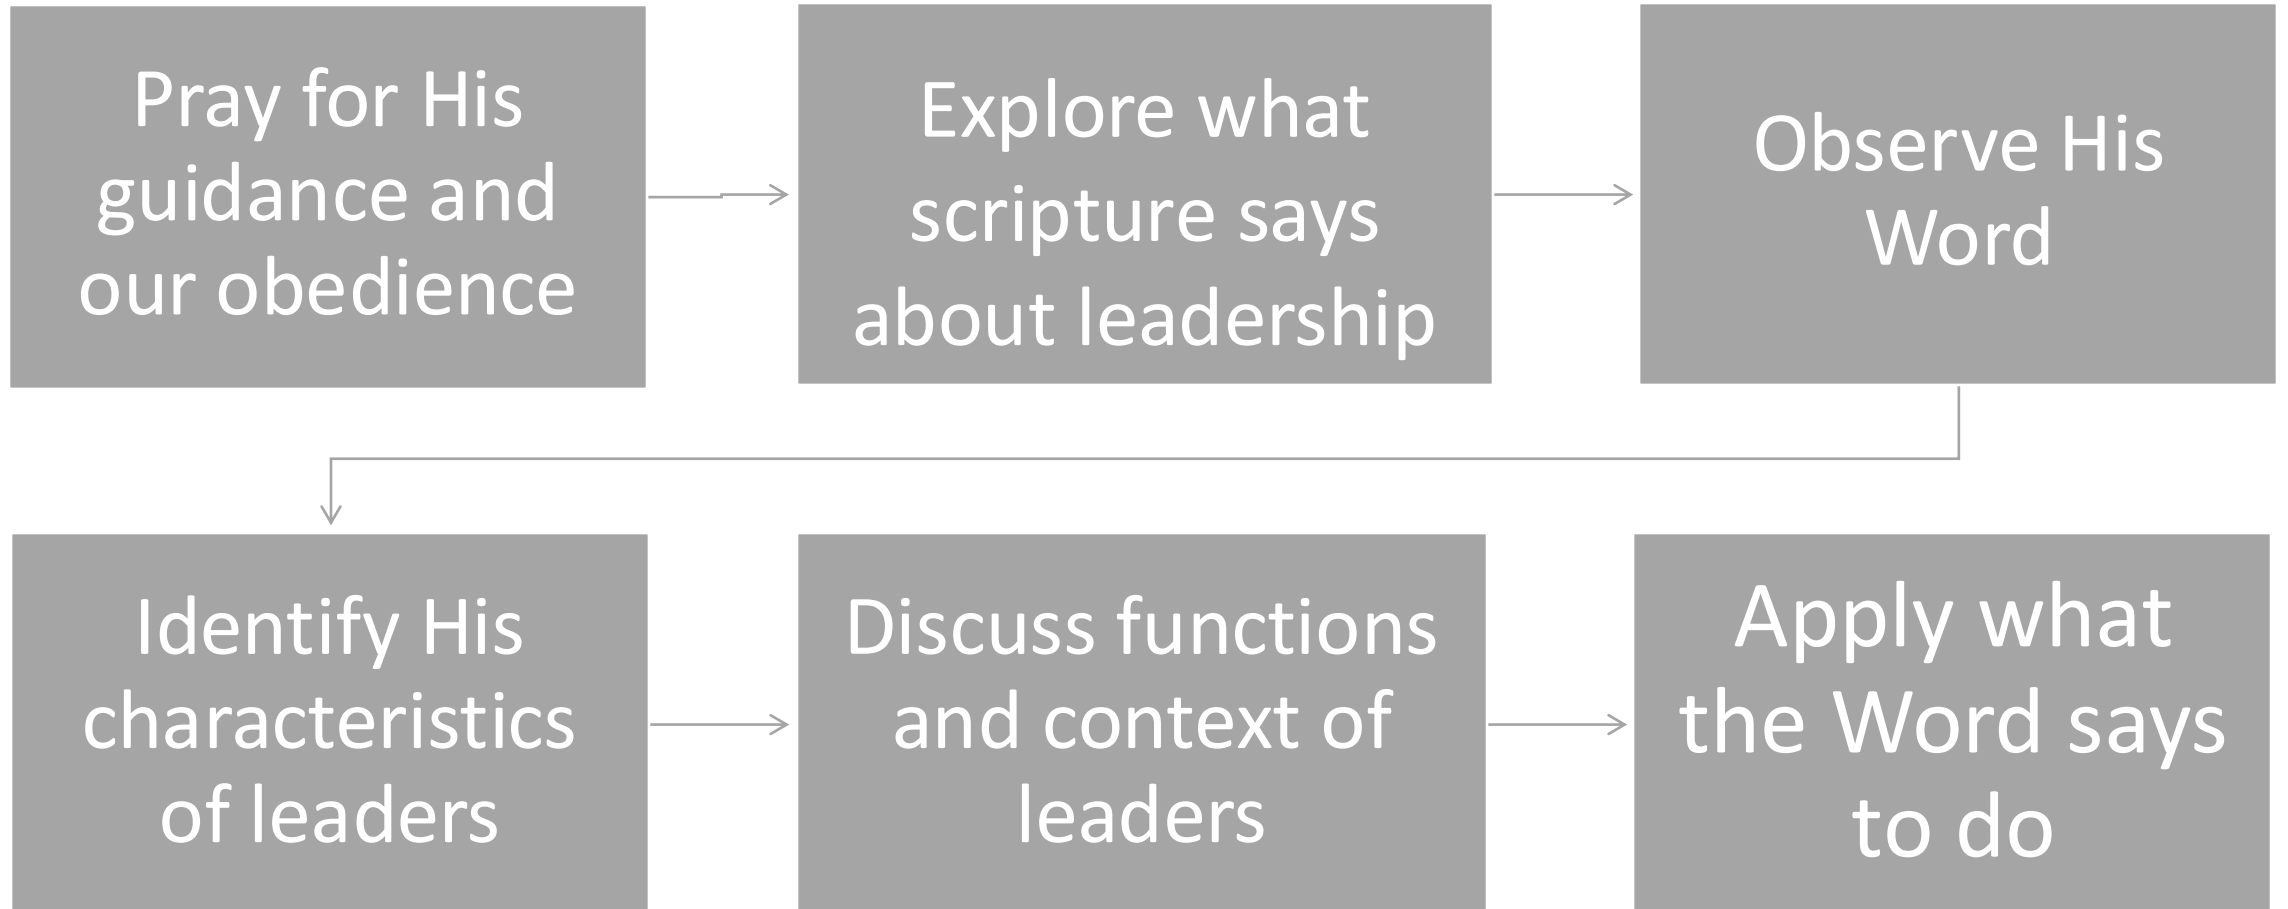 Pray for His
guidance and
our obedience
Explore what
scripture says
about leadership
Observe His
Word
Identify His
characteristics
of leaders
Discuss functions
and context of
leaders
Apply what
the Word says
to do